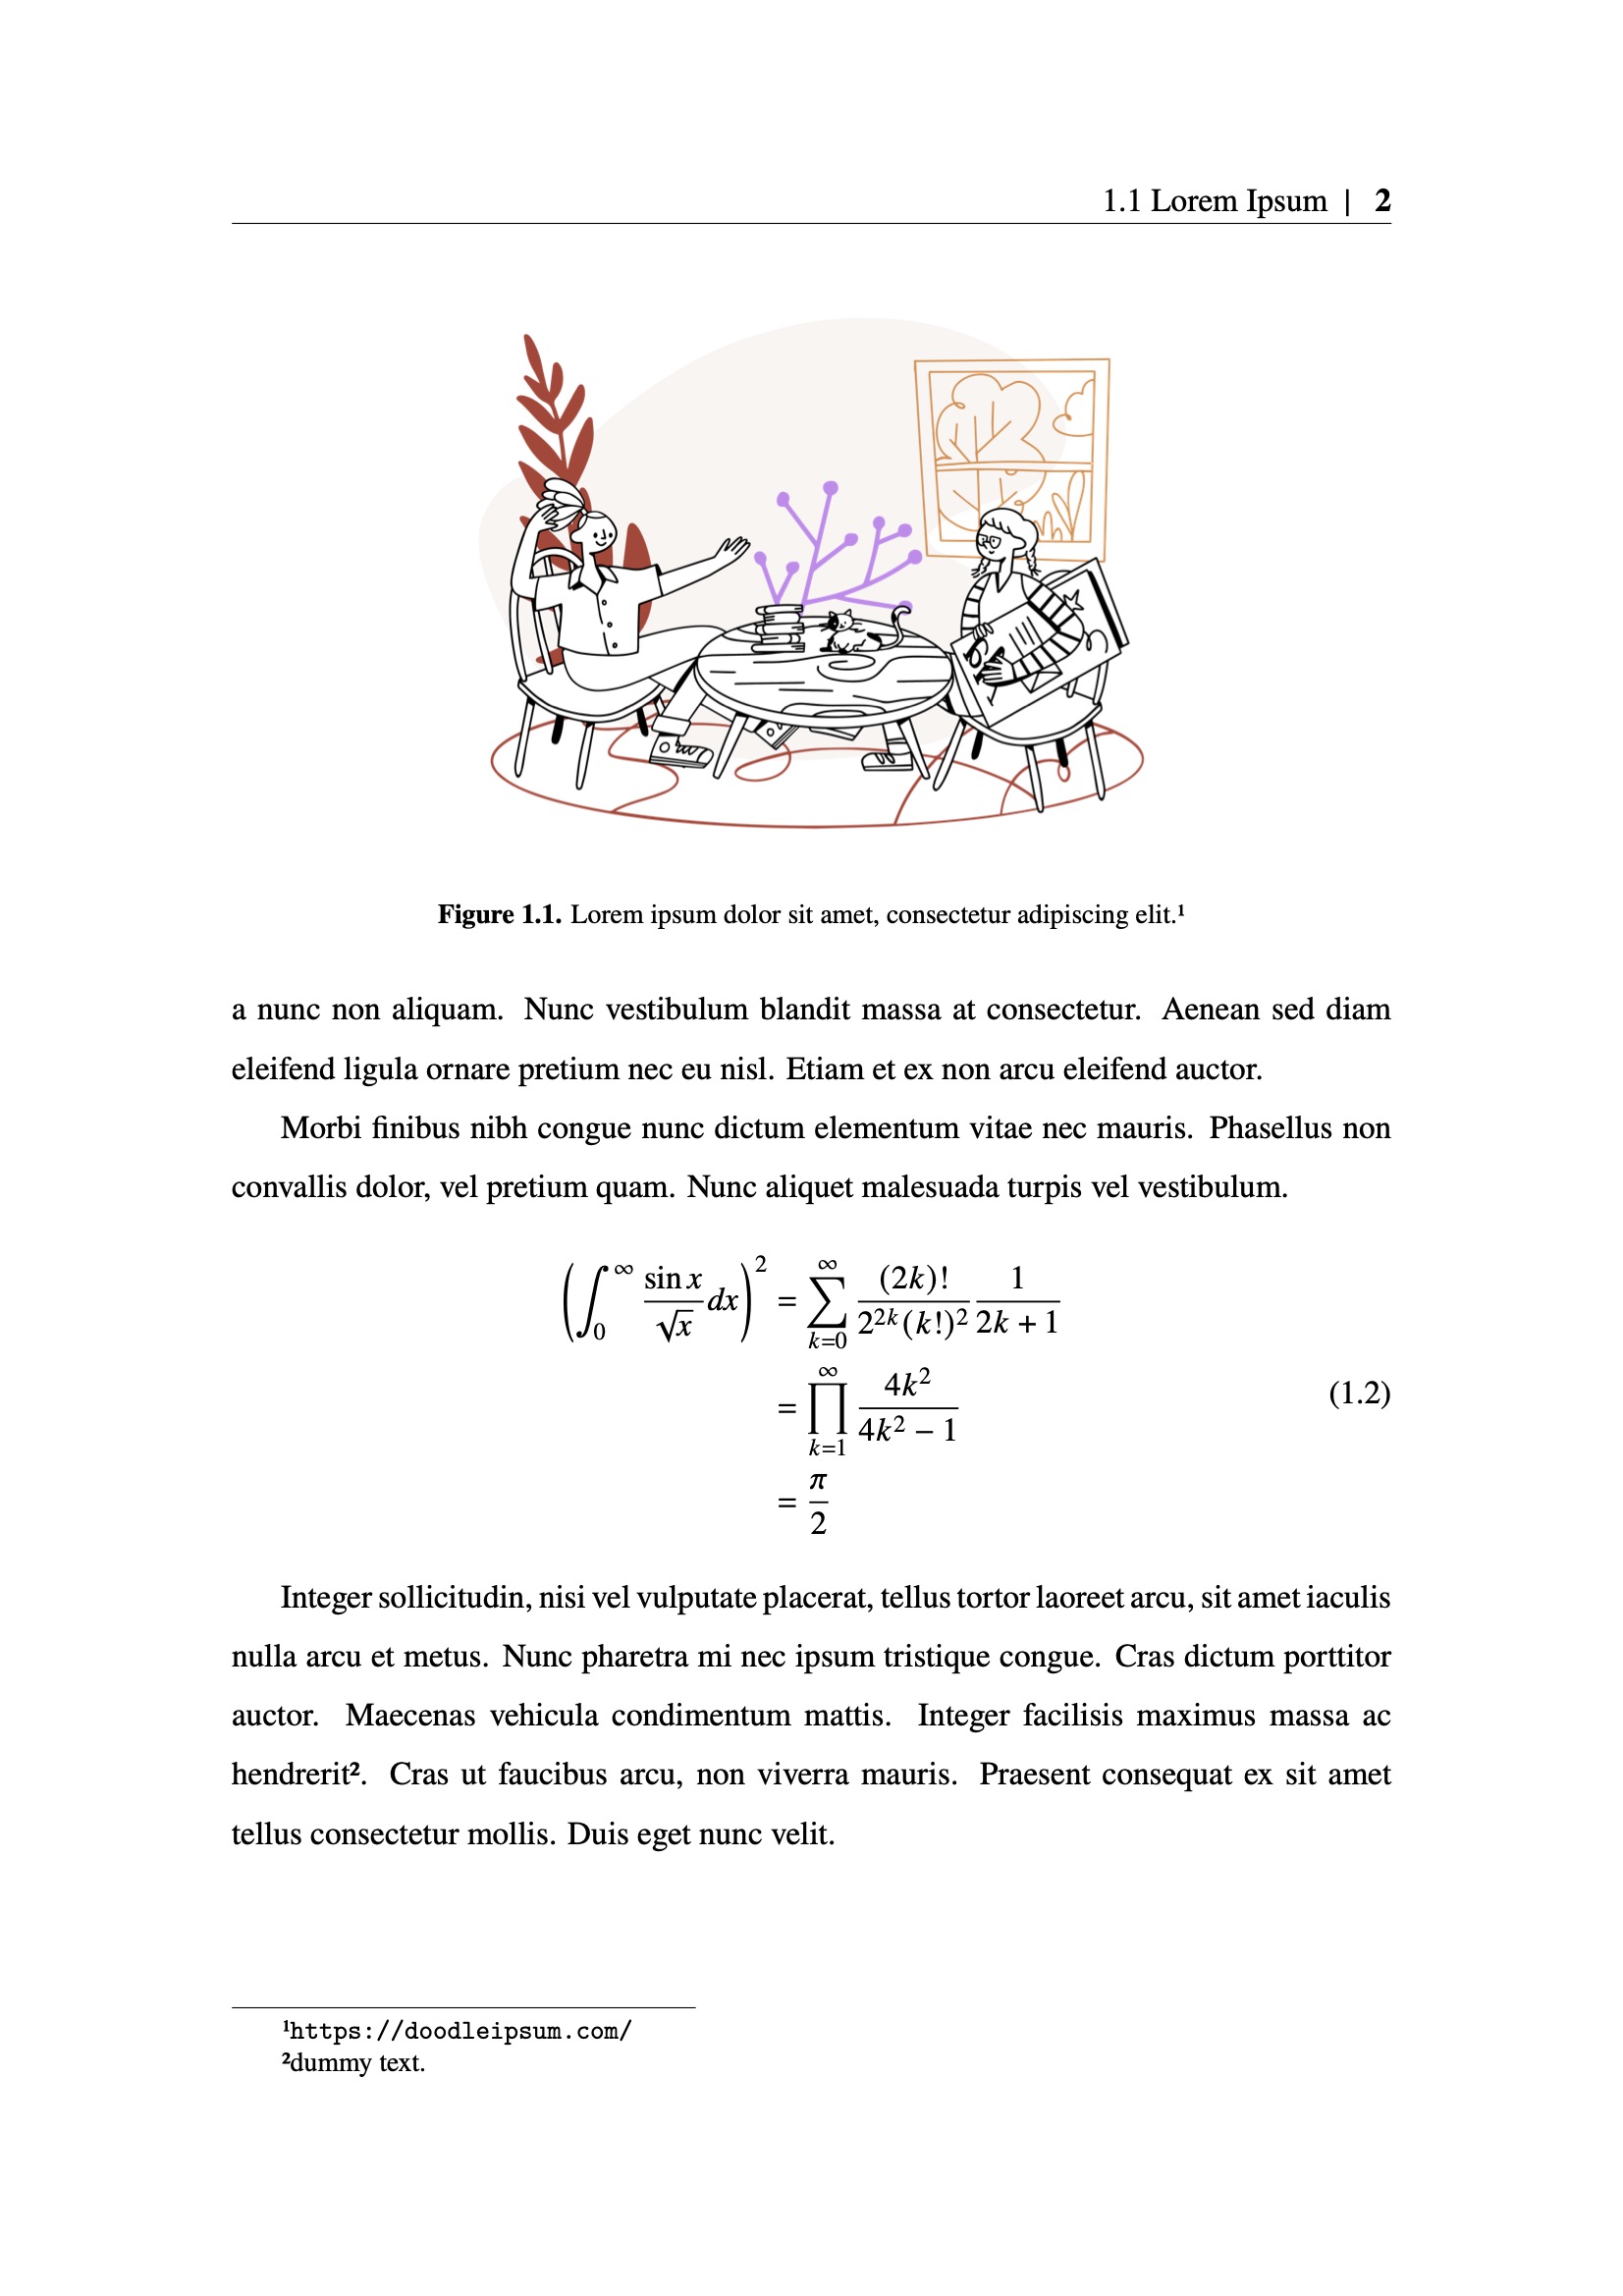 1.1 Lorem Ipsum | 2
Figure 1.1. Lorem ipsum dolor sit amet, consectetur adipiscing elit.¹
a nunc non aliquam. Nunc vestibulum blandit massa at consectetur. Aenean sed diam
eleifend ligula ornare pretium nec eu nisl. Etiam et ex non arcu eleifend auctor.
Morbi finibus nibh congue nunc dictum elementum vitae nec mauris. Phasellus non
convallis dolor, vel pretium quam. Nunc aliquet malesuada turpis vel vestibulum.
\left( \int_0^\infty \frac{\sin x}{\sqrt{x}} dx \right)^2 = \sum_{k=0}^\infty \frac{(2k)!}{2^{2k}(k!)^2} \frac{1}{2k+1}
= \prod_{k=1}^\infty \frac{4k^2}{4k^2 - 1} (1.2)
= \frac{\pi}{2}
Integer sollicitudin, nisi vel vulputate placerat, tellus tortor laoreet arcu, sit amet iaculis
nulla arcu et metus. Nunc pharetra mi nec ipsum tristique congue. Cras dictum porttitor
auctor. Maecenas vehicula condimentum mattis. Integer facilisis maximus massa ac
hendrerit². Cras ut faucibus arcu, non viverra mauris. Praesent consequat ex sit amet
tellus consectetur mollis. Duis eget nunc velit.
¹https://doodleipsum.com/
²dummy text.